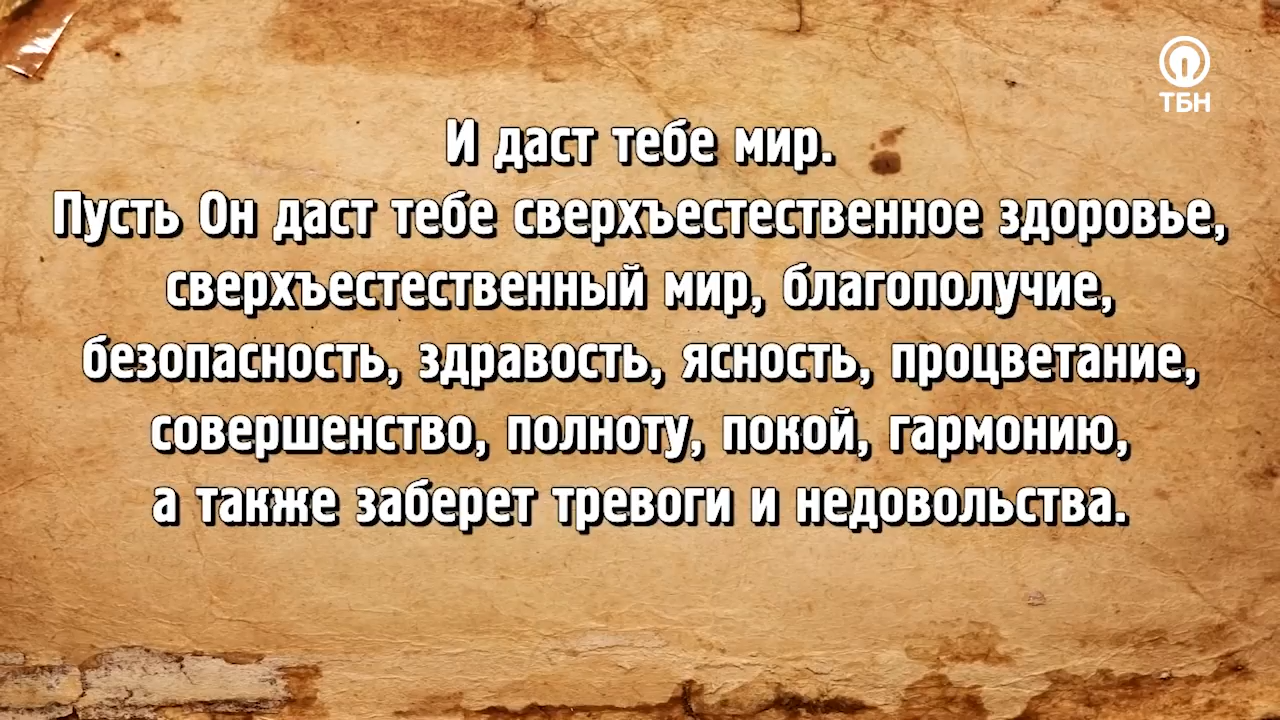 ТБН
И даст тебе мир.
Пусть Он даст тебе сверхъестественное здоровье,
сверхъестественный мир, благополучие,
безопасность, здравость, ясность, процветание,
совершенство, полноту, покой, гармонию,
а также заберет тревоги и недовольства.